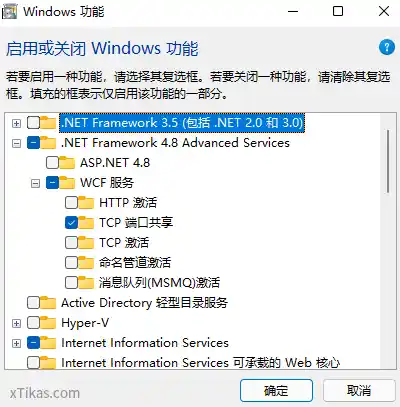 Windows 功能
启用或关闭 Windows 功能
?
若要启用一种功能，请选择其复选框。若要关闭一种功能，请清除其复选
框。填充的框表示仅启用该功能的一部分。
.NET Framework 3.5 (包括 .NET 2.0 和 3.0)
.NET Framework 4.8 Advanced Services
ASP.NET 4.8
WCF 服务
HTTP 激活
TCP 端口共享
TCP 激活
命名管道激活
消息队列(MSMQ)激活
Active Directory 轻型目录服务
Hyper-V
Internet Information Services
Internet Information Services 可承载的 Web 核心
确定
取消
xTikas.com